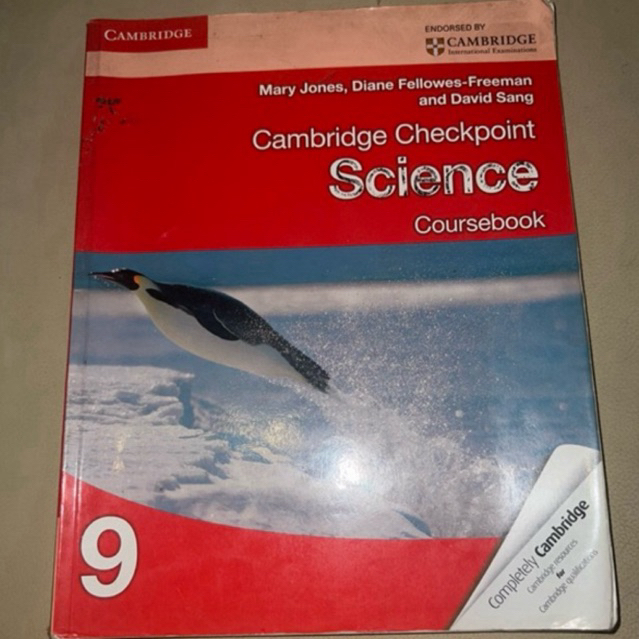 CAMBRIDGE
ENDORSED BY
CAMBRIDGE
International Examinations
Mary Jones, Diane Fellowes-Freeman
and David Sang
Cambridge Checkpoint
Science
Coursebook
9
Completely Cambridge
Cambridge resources
for
Cambridge qualifications